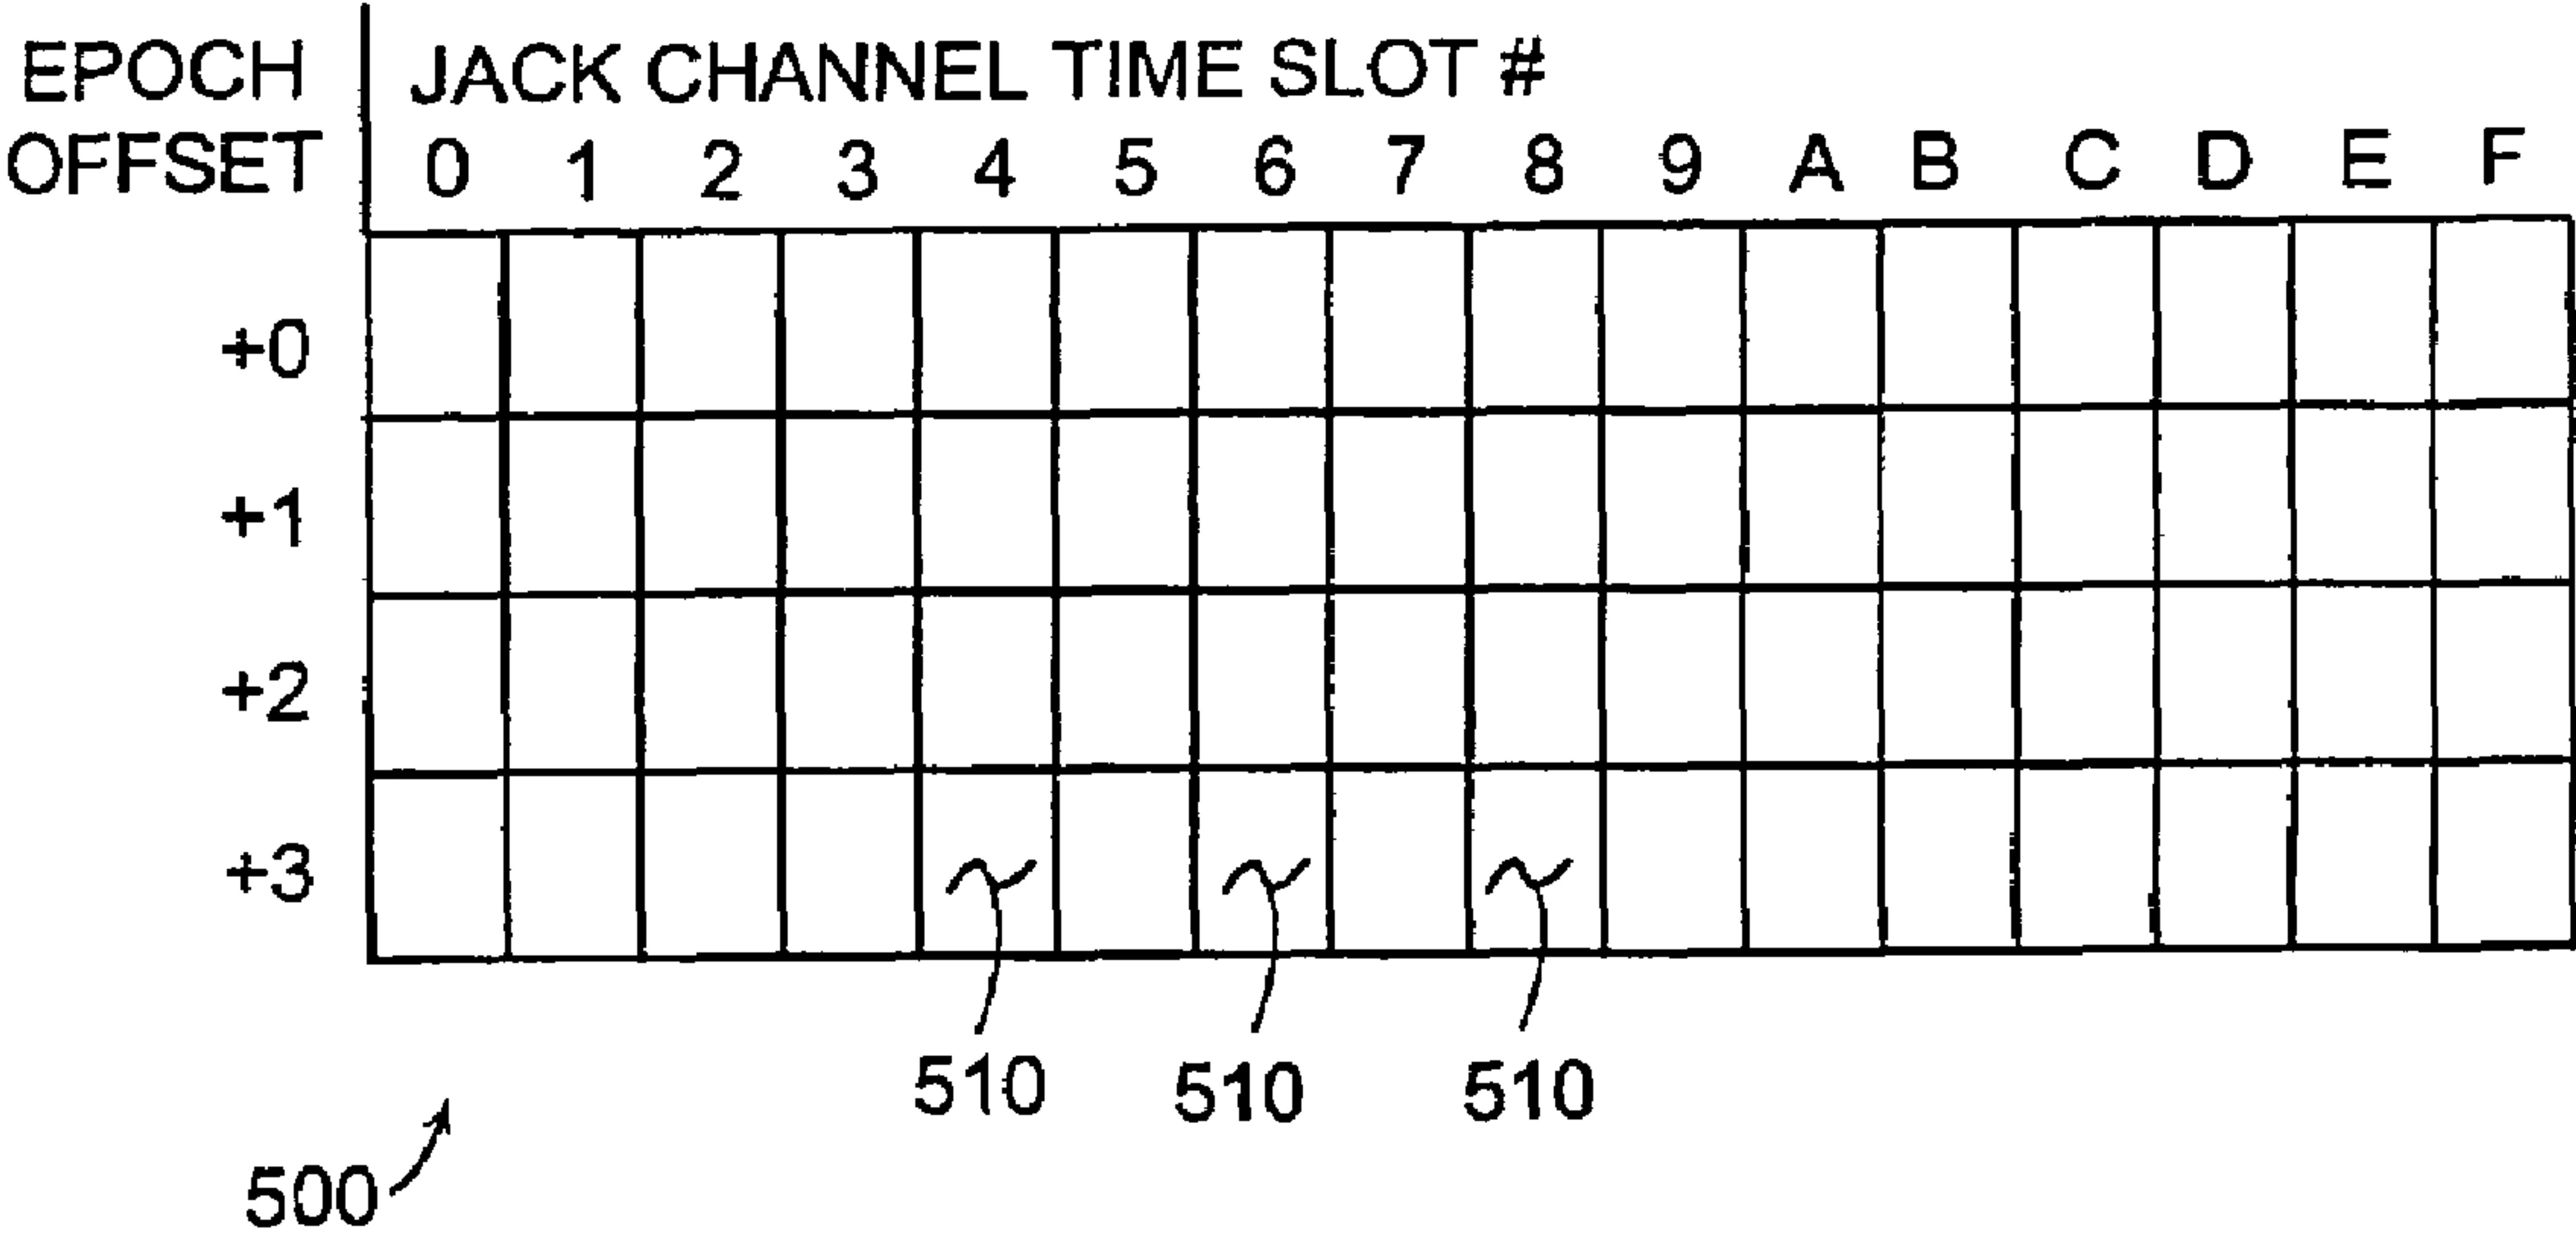 EPOCH OFFSET
JACK CHANNEL TIME SLOT #
0 1 2 3 4 5 6 7 8 9 A B C D E F
+0
+1
+2
+3
510 510 510
500